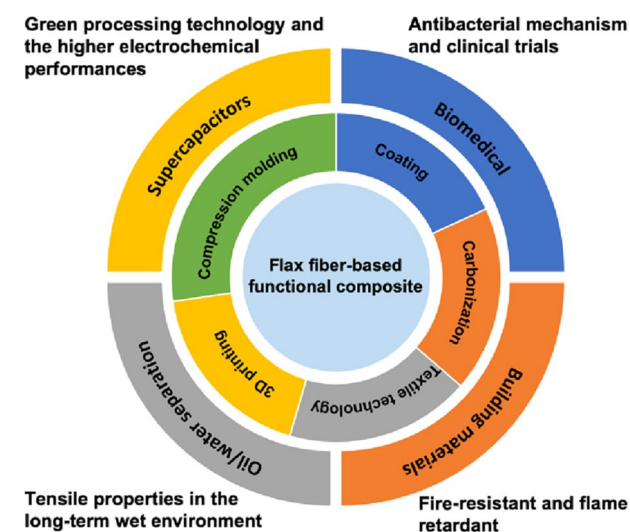 Green processing technology and
the higher electrochemical
performances
Antibacterial mechanism
and clinical trials
Supercapacitors
Biomedical
Compression molding
Coating
Flax fiber-based
functional composite
Carbonization
3D printing
Textile technology
Oil/water separation
Building materials
Tensile properties in the
long-term wet environment
Fire-resistant and flame
retardant